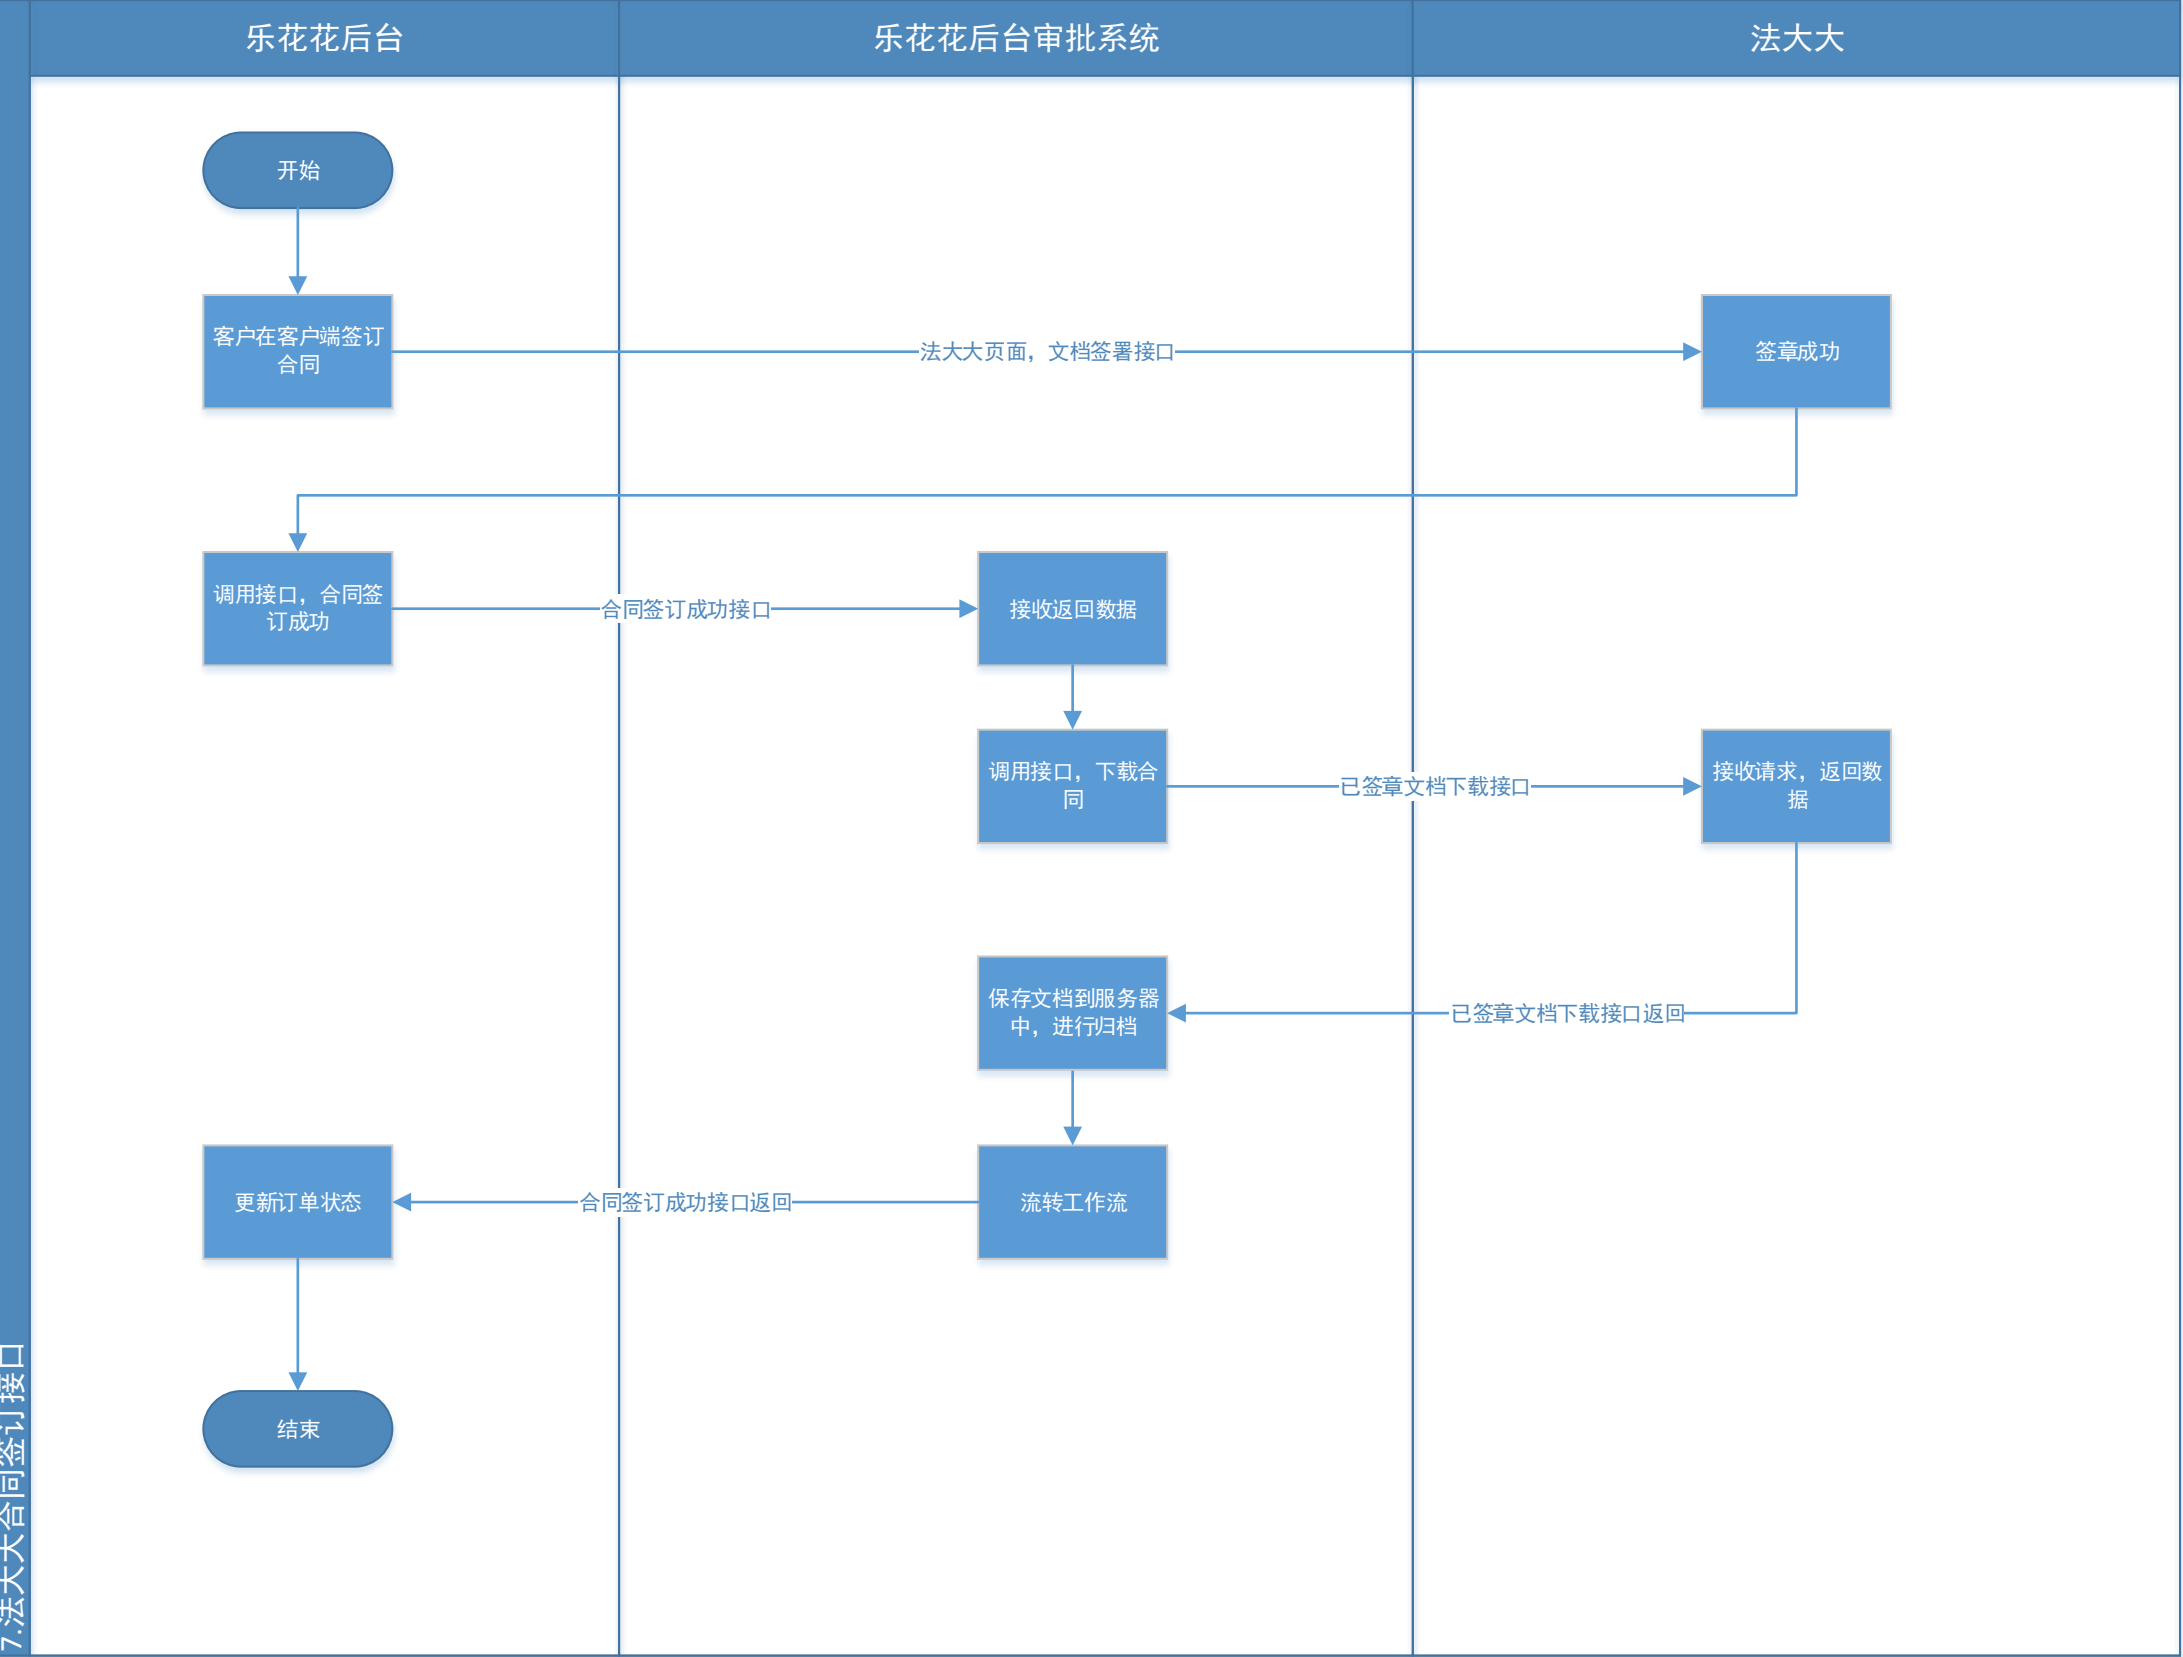 乐花花后台
乐花花后台审批系统
法大大
开始
客户在客户端签订
合同
法大大页面，文档签署接口
签章成功
调用接口，合同签
订成功
合同签订成功接口
接收返回数据
调用接口，下载合
同
已签章文档下载接口
接收请求，返回数
据
保存文档到服务器
中，进行归档
已签章文档下载接口返回
更新订单状态
合同签订成功接口返回
流转工作流
结束
7.法大大合同签订接口